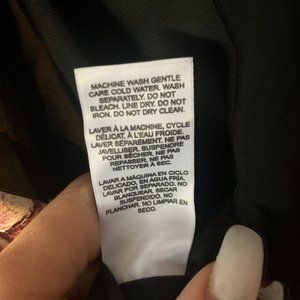 MACHINE WASH GENTLE
CARE COLD WATER. WASH
SEPARATELY. DO NOT
BLEACH. LINE DRY. DO NOT
IRON. DO NOT DRY CLEAN.
LAVER À LA MACHINE, CYCLE
DÉLICAT, À L'EAU FROIDE.
LAVER SÉPARÉMENT. NE PAS
JAVELLISER. SUSPENDRE
POUR SÉCHER. NE PAS
REPASSER. NE PAS
NETTOYER À SEC.
LAVAR A MÁQUINA EN CICLO
DELICADO, EN AGUA FRÍA.
LAVAR POR SEPARADO. NO
BLANQUEAR. SECAR
SUSPENDIDO. NO
PLANCHAR. NO LIMPIAR EN
SECO.